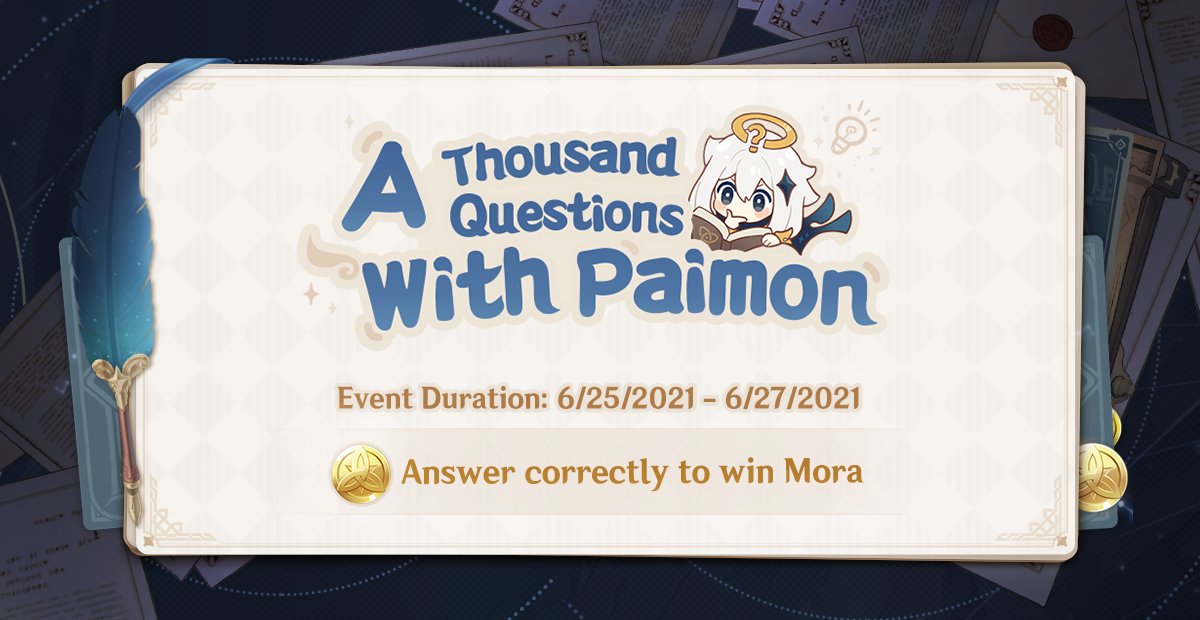 A Thousand
Questions
With Paimon
Event Duration: 6/25/2021 – 6/27/2021
Answer correctly to win Mora